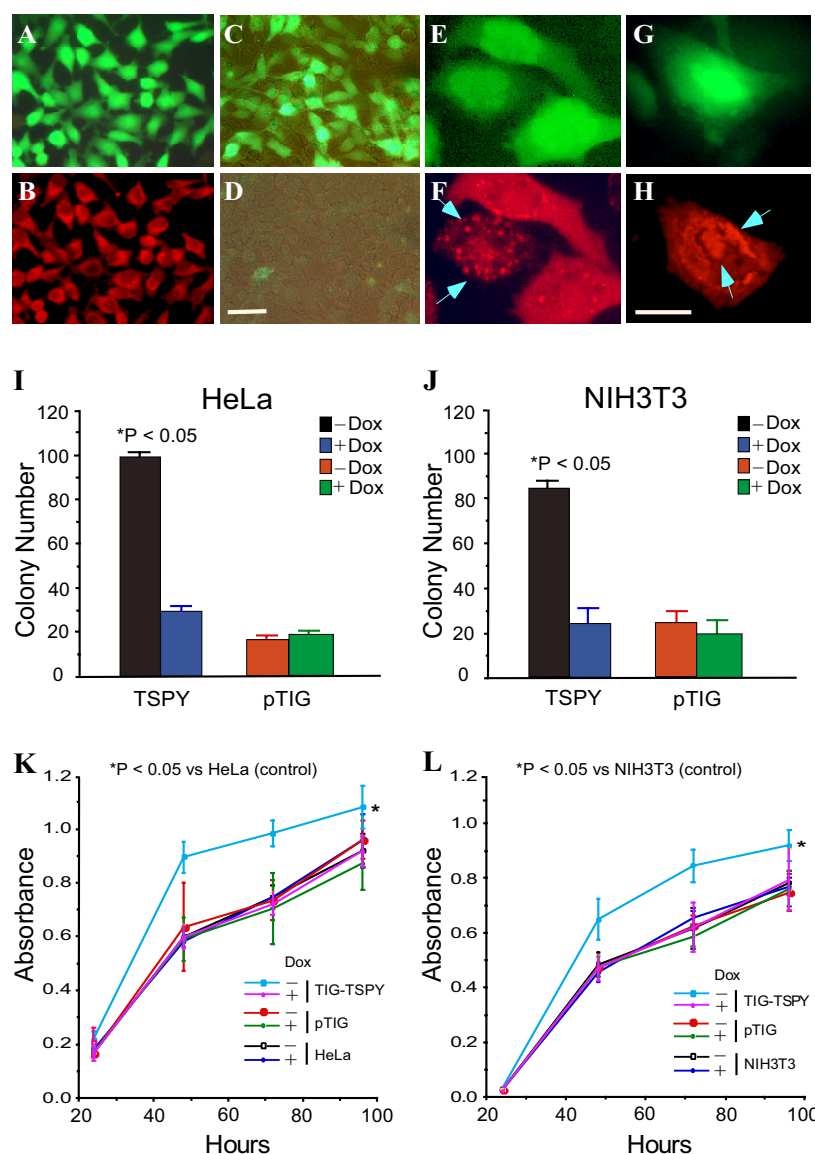 A
C
E
G
B
D
F
H
I
HeLa
Colony Number
120
100
80
60
40
20
0
*P < 0.05
− Dox
+ Dox
− Dox
+ Dox
TSPY
pTIG
J
NIH3T3
Colony Number
120
100
80
60
40
20
0
*P < 0.05
− Dox
+ Dox
− Dox
+ Dox
TSPY
pTIG
K
*P < 0.05 vs HeLa (control)
Absorbance
1.2
1.0
0.8
0.6
0.4
0.2
0.0
*
Dox
−
+
TIG-TSPY
−
+
pTIG
−
+
HeLa
20
40
60
80
100
Hours
L
*P < 0.05 vs NIH3T3 (control)
Absorbance
1.2
1.0
0.8
0.6
0.4
0.2
0.0
*
Dox
−
+
TIG-TSPY
−
+
pTIG
−
+
NIH3T3
20
40
60
80
100
Hours